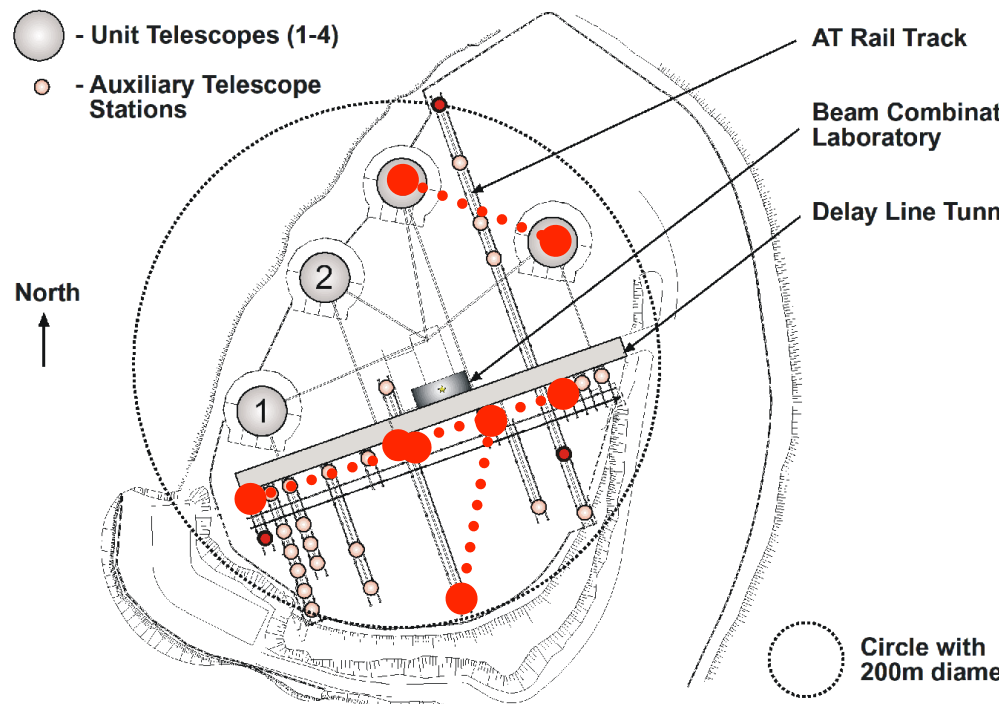 - Unit Telescopes (1-4)
- Auxiliary Telescope
Stations
AT Rail Track
Beam Combinat
Laboratory
Delay Line Tunn
North
2
1
Circle with
200m diame